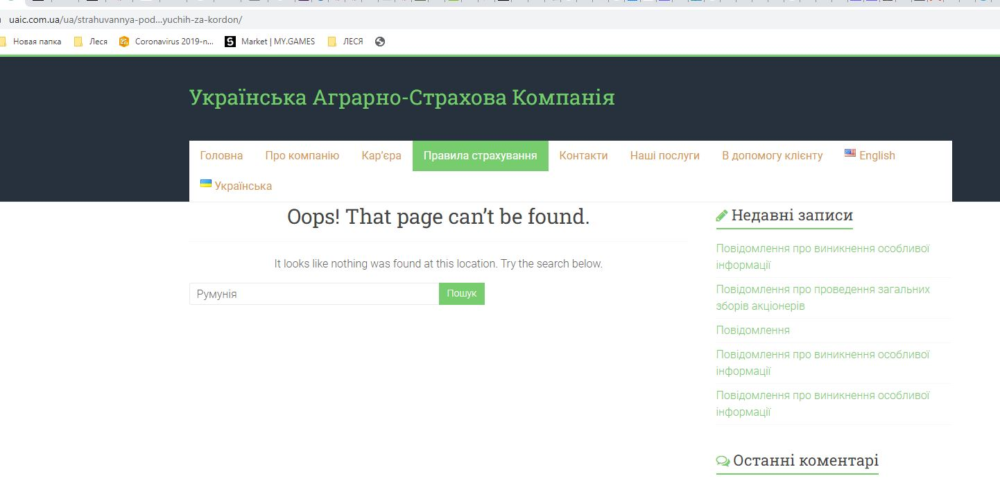 uaic.com.ua/ua/strahuvannya-pod...yuchih-za-kordon/
Новая папка Леся Coronavirus 2019-n... Market | MY.GAMES ЛЕСЯ
Українська Аграрно-Страхова Компанія
Головна Про компанію Кар’єра Правила страхування Контакти Наші послуги В допомогу клієнту English
Українська
Oops! That page can’t be found.
It looks like nothing was found at this location. Try the search below.
Румунія Пошук
Недавні записи
Повідомлення про виникнення особливої
інформації
Повідомлення про проведення загальних
зборів акціонерів
Повідомлення
Повідомлення про виникнення особливої
інформації
Повідомлення про виникнення особливої
інформації
Останні коментарі